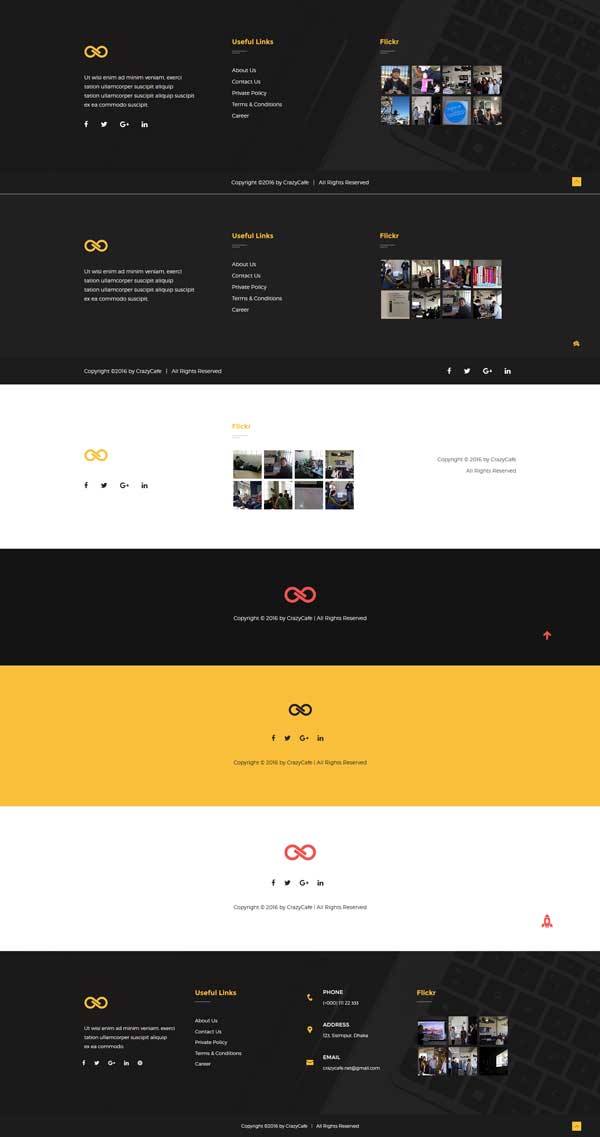 Ut wisi enim ad minim veniam, exerci
tation ullamcorper suscipit aliquip
tation ullamcorper suscipit aliquip suscipit
ex ea commodo suscipit.
G+ in
Useful Links
About Us
Contact Us
Private Policy
Terms & Conditions
Career
Flickr
Copyright ©2016 by CrazyCafe | All Rights Reserved
Ut wisi enim ad minim veniam, exerci
tation ullamcorper suscipit aliquip
tation ullamcorper suscipit aliquip suscipit
ex ea commodo suscipit.
Useful Links
About Us
Contact Us
Private Policy
Terms & Conditions
Career
Flickr
Copyright ©2016 by CrazyCafe | All Rights Reserved
G+ in
G+ in
Flickr
Copyright © 2016 by CrazyCafe
All Rights Reserved
Copyright © 2016 by CrazyCafe | All Rights Reserved
G+ in
Copyright © 2016 by CrazyCafe | All Rights Reserved
G+ in
Copyright © 2016 by CrazyCafe | All Rights Reserved
Ut wisi enim ad minim veniam, exerci
tation ullamcorper suscipit aliquip
ex ea commodo.
G+ in
Useful Links
About Us
Contact Us
Private Policy
Terms & Conditions
Career
PHONE
(+000) 111 22 333
ADDRESS
123, Sisimpur, Dhaka
EMAIL
crazycafe.net@gmail.com
Flickr
Copyright ©2016 by CrazyCafe | All Rights Reserved